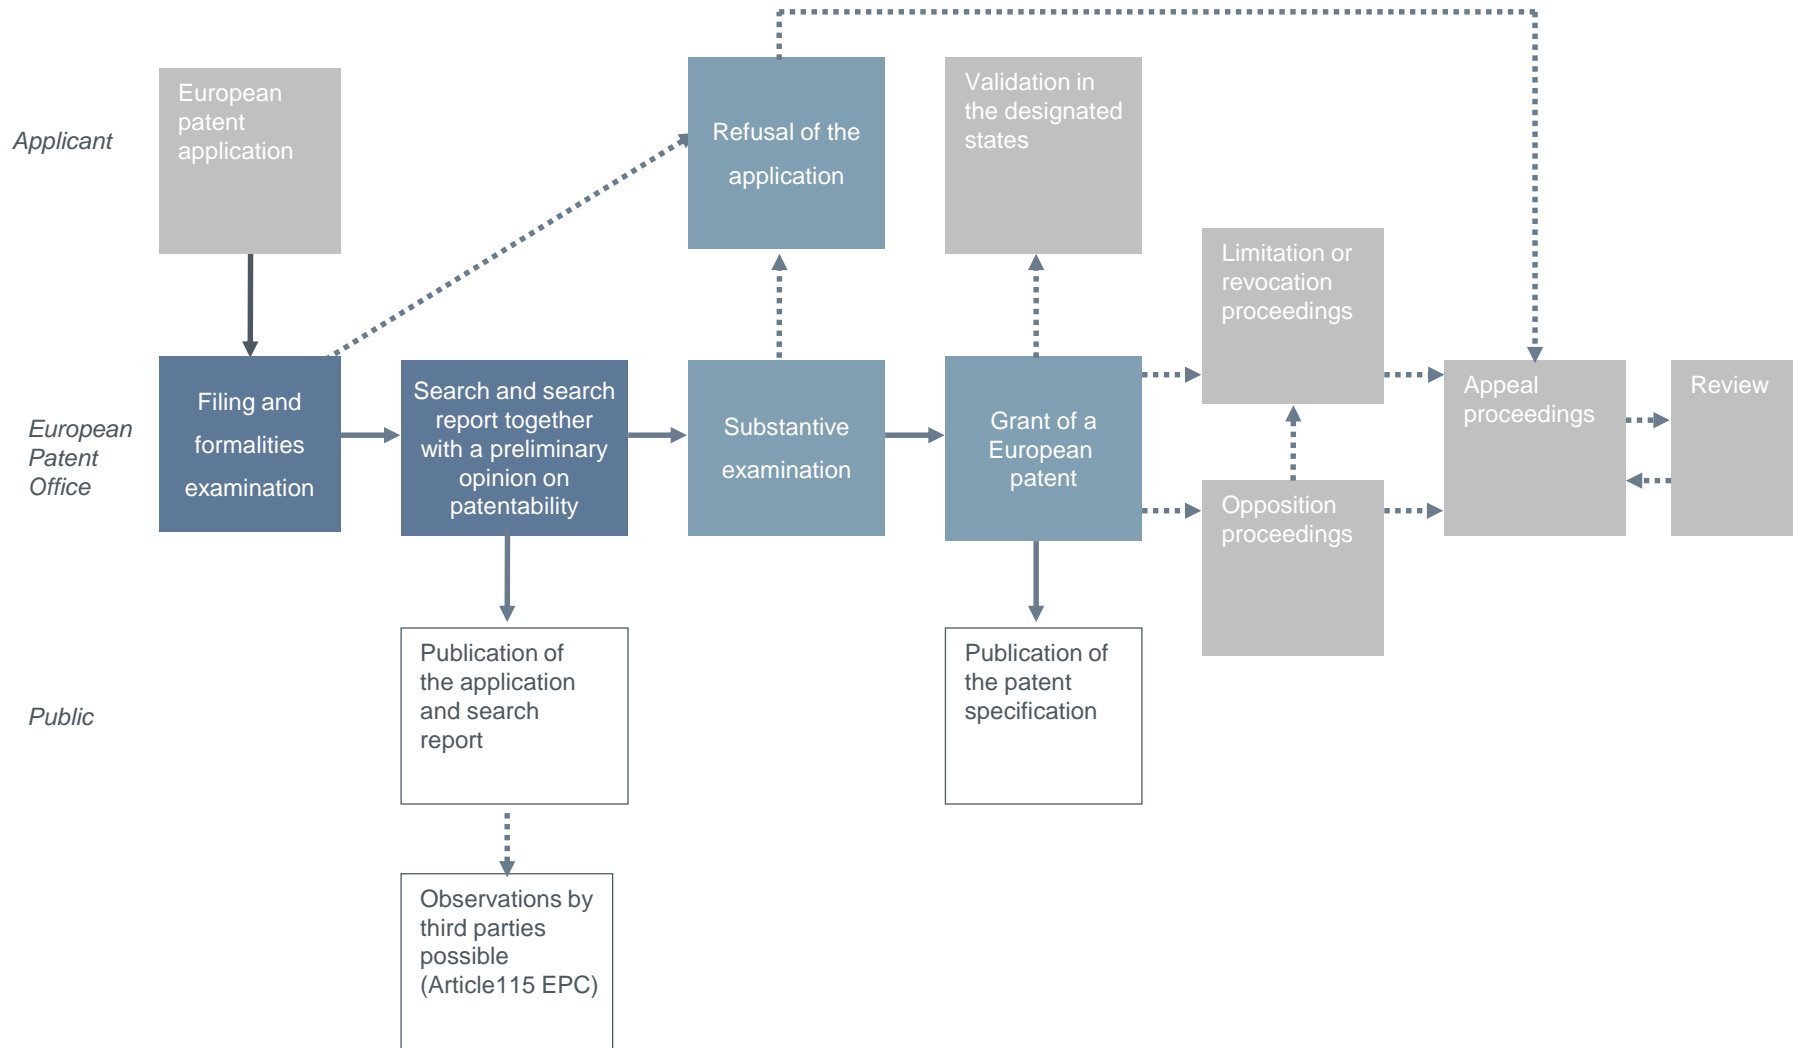 Applicant
European
patent
application
Refusal of the
application
Validation in
the designated
states
Limitation or
revocation
proceedings
European
Patent
Office
Filing and
formalities
examination
Search and search
report together
with a preliminary
opinion on
patentability
Substantive
examination
Grant of a
European
patent
Opposition
proceedings
Appeal
proceedings
Review
Public
Publication of
the application
and search
report
Publication of
the patent
specification
Observations by
third parties
possible
(Article115 EPC)